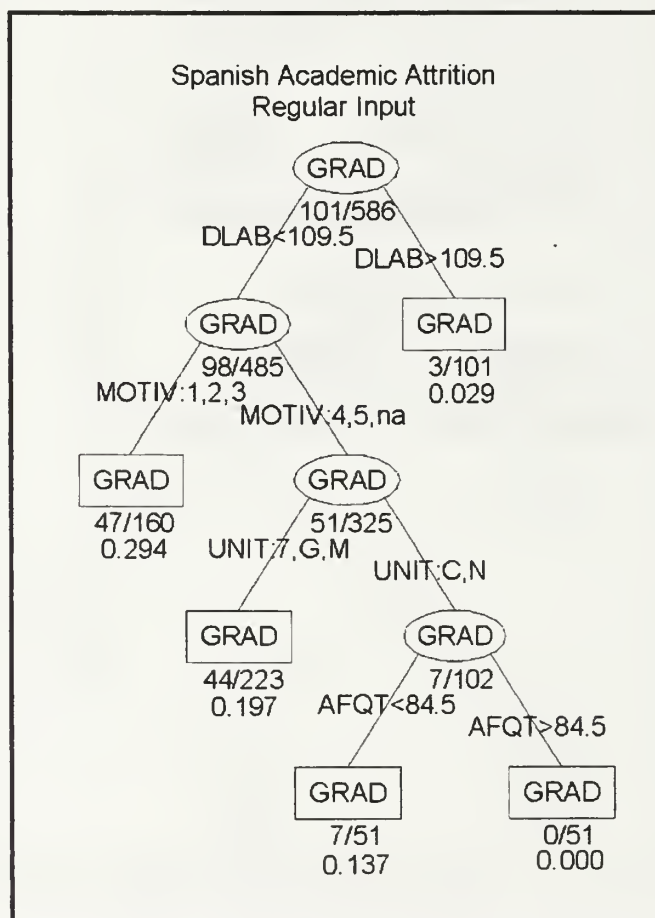 Spanish Academic Attrition
Regular Input
GRAD
101/586
DLAB<109.5
DLAB>109.5
GRAD
GRAD
98/485
3/101
0.029
MOTIV:1,2,3
MOTIV:4,5,na
GRAD
GRAD
47/160
0.294
51/325
UNIT:7,G,M
UNIT:C,N
GRAD
GRAD
44/223
0.197
7/102
AFQT<84.5
AFQT>84.5
GRAD
GRAD
7/51
0.137
0/51
0.000